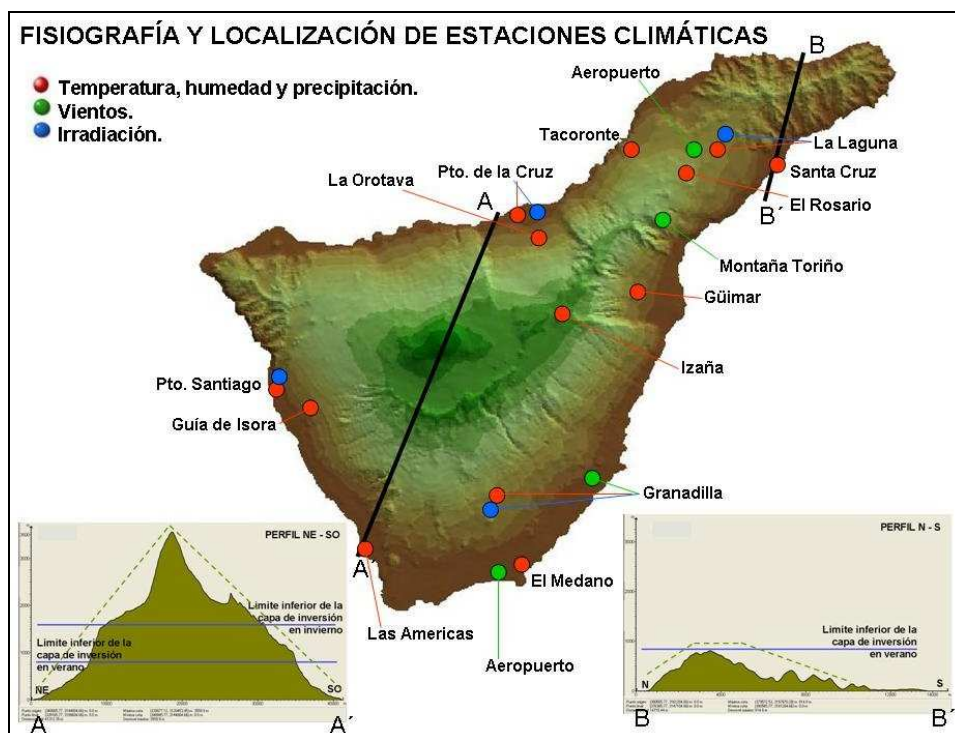 FISIOGRAFÍA Y LOCALIZACIÓN DE ESTACIONES CLIMÁTICAS
Temperatura, humedad y precipitación.
Vientos.
Irradiación.
B
Aeropuerto
Tacoronte
La Laguna
Pto. de la Cruz
La Orotava
Santa Cruz
A
El Rosario
B´
Montaña Toriño
Güimar
Izaña
Pto. Santiago
Guía de Isora
Granadilla
A´
El Medano
Las Americas
Aeropuerto
PERFIL NE - SO
Limite inferior de la
capa de inversión
en invierno
Limite inferior de la
capa de inversión
en verano
NE
SO
A
A´
PERFIL N - S
Limite inferior de la
capa de inversión
en verano
N
S
B
B´